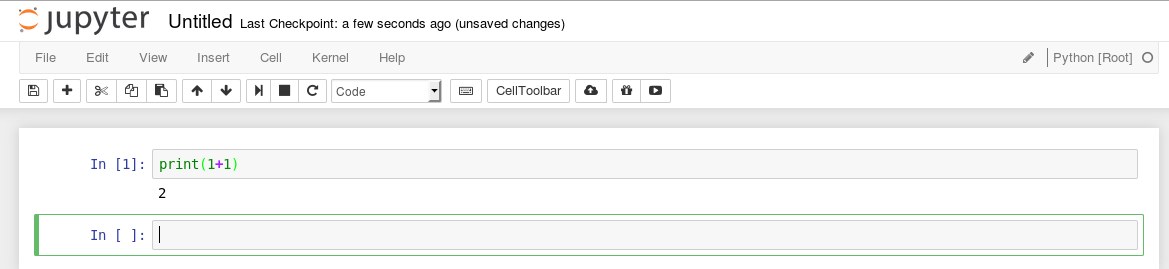 jupyter Untitled Last Checkpoint: a few seconds ago (unsaved changes)
File Edit View Insert Cell Kernel Help Python [Root]
Code CellToolbar
In [1]: print(1+1)
2
In [ ]: